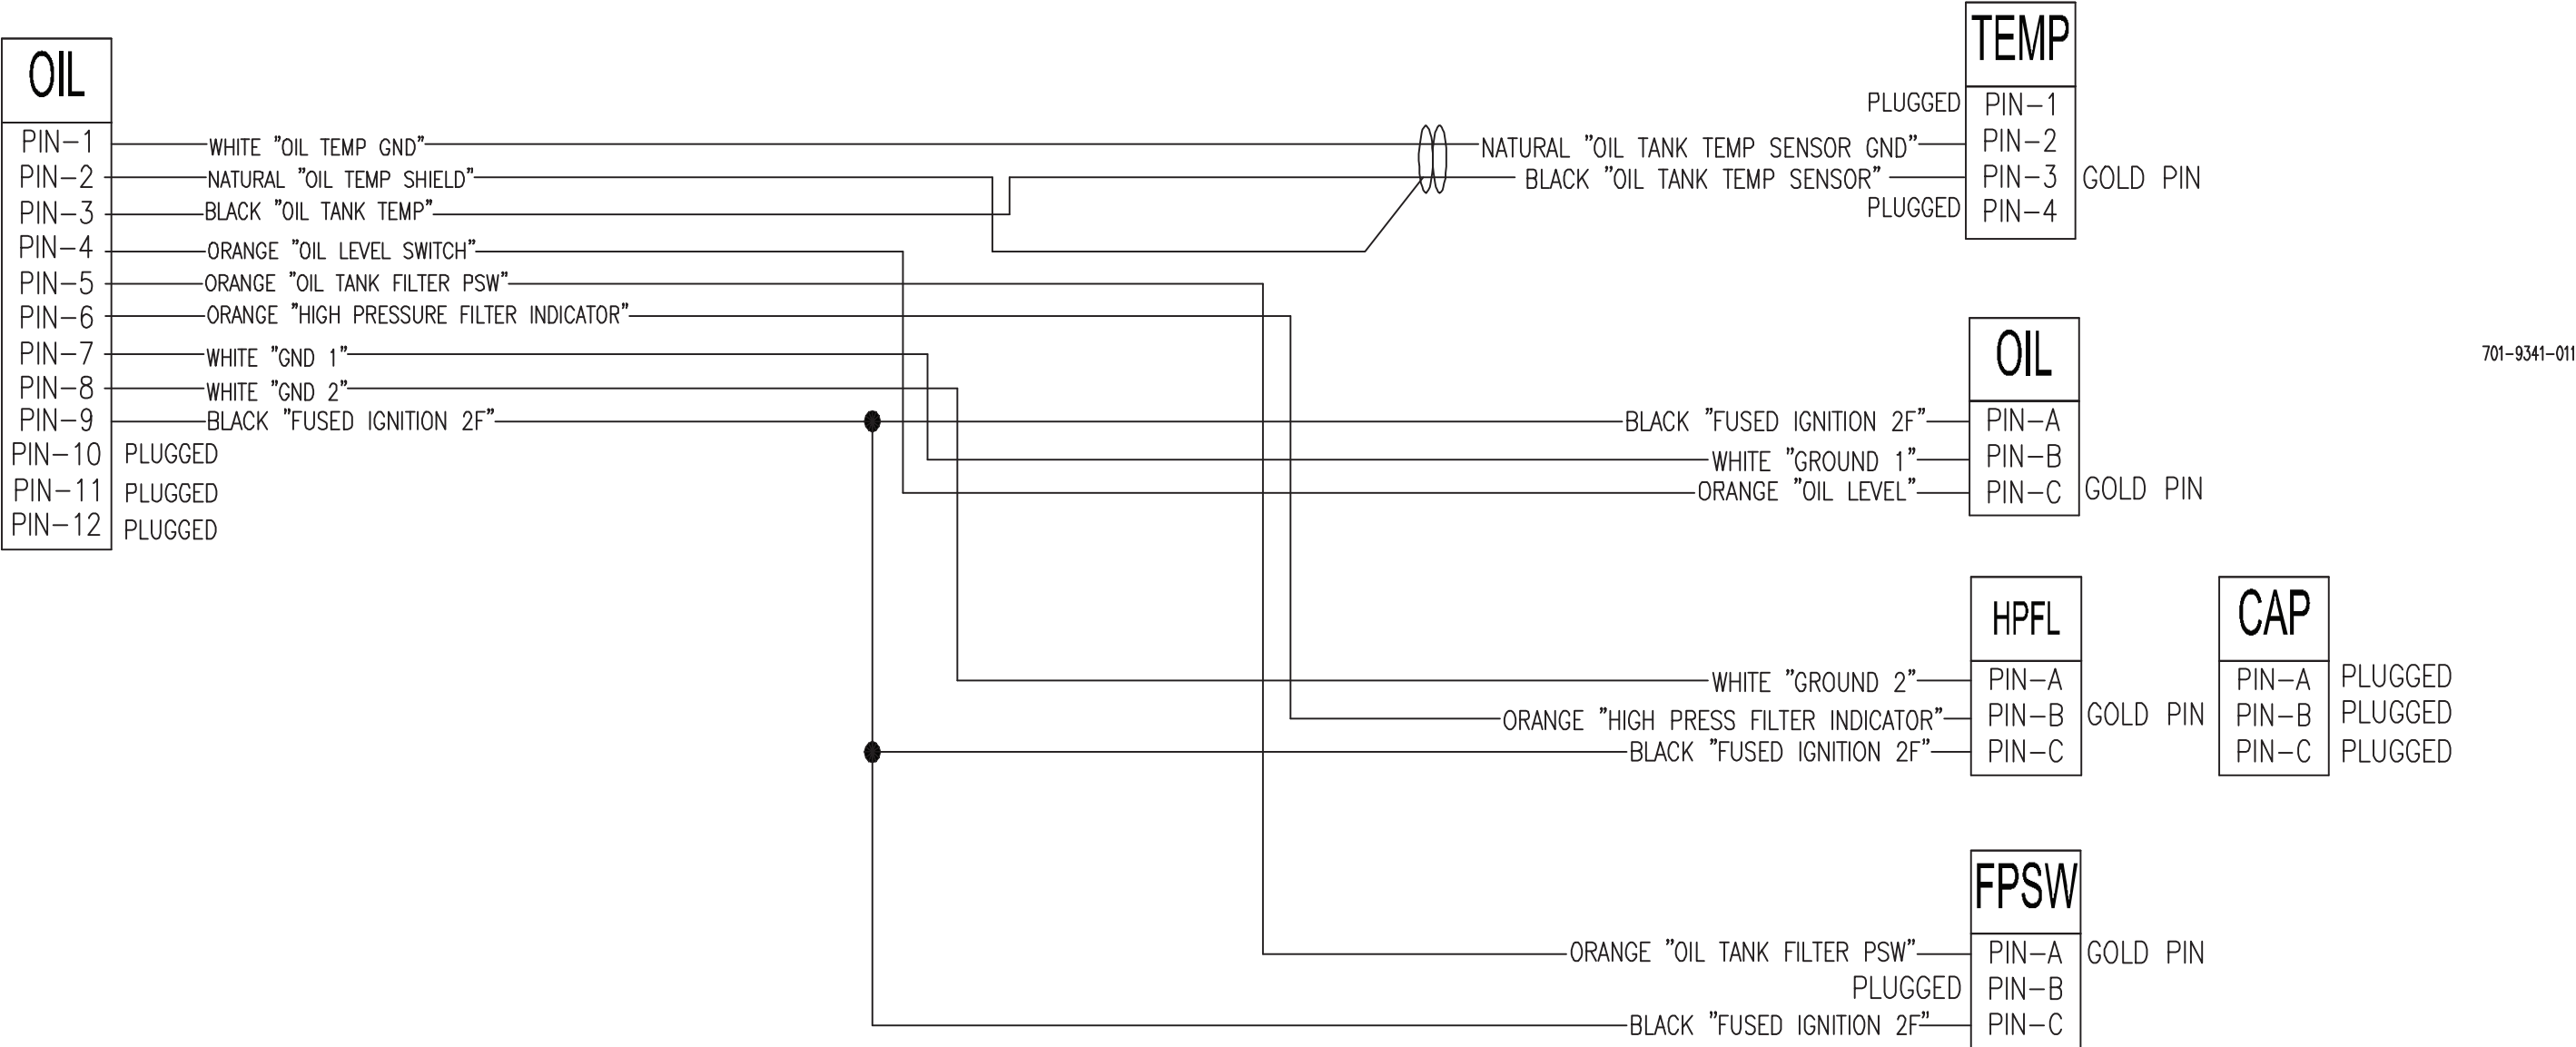 OIL
PIN-1 WHITE "OIL TEMP GND"
PIN-2 NATURAL "OIL TEMP SHIELD"
PIN-3 BLACK "OIL TANK TEMP"
PIN-4 ORANGE "OIL LEVEL SWITCH"
PIN-5 ORANGE "OIL TANK FILTER PSW"
PIN-6 ORANGE "HIGH PRESSURE FILTER INDICATOR"
PIN-7 WHITE "GND 1"
PIN-8 WHITE "GND 2"
PIN-9 BLACK "FUSED IGNITION 2F"
PIN-10 PLUGGED
PIN-11 PLUGGED
PIN-12 PLUGGED
TEMP
PLUGGED PIN-1
NATURAL "OIL TANK TEMP SENSOR GND" PIN-2
BLACK "OIL TANK TEMP SENSOR" PIN-3 GOLD PIN
PLUGGED PIN-4
OIL
701-9341-011
BLACK "FUSED IGNITION 2F" PIN-A
WHITE "GROUND 1" PIN-B
ORANGE "OIL LEVEL" PIN-C GOLD PIN
HPFL
WHITE "GROUND 2" PIN-A
ORANGE "HIGH PRESS FILTER INDICATOR" PIN-B GOLD PIN
BLACK "FUSED IGNITION 2F" PIN-C
CAP
PIN-A PLUGGED
PIN-B PLUGGED
PIN-C PLUGGED
FPSW
ORANGE "OIL TANK FILTER PSW" PIN-A GOLD PIN
PLUGGED PIN-B
BLACK "FUSED IGNITION 2F" PIN-C